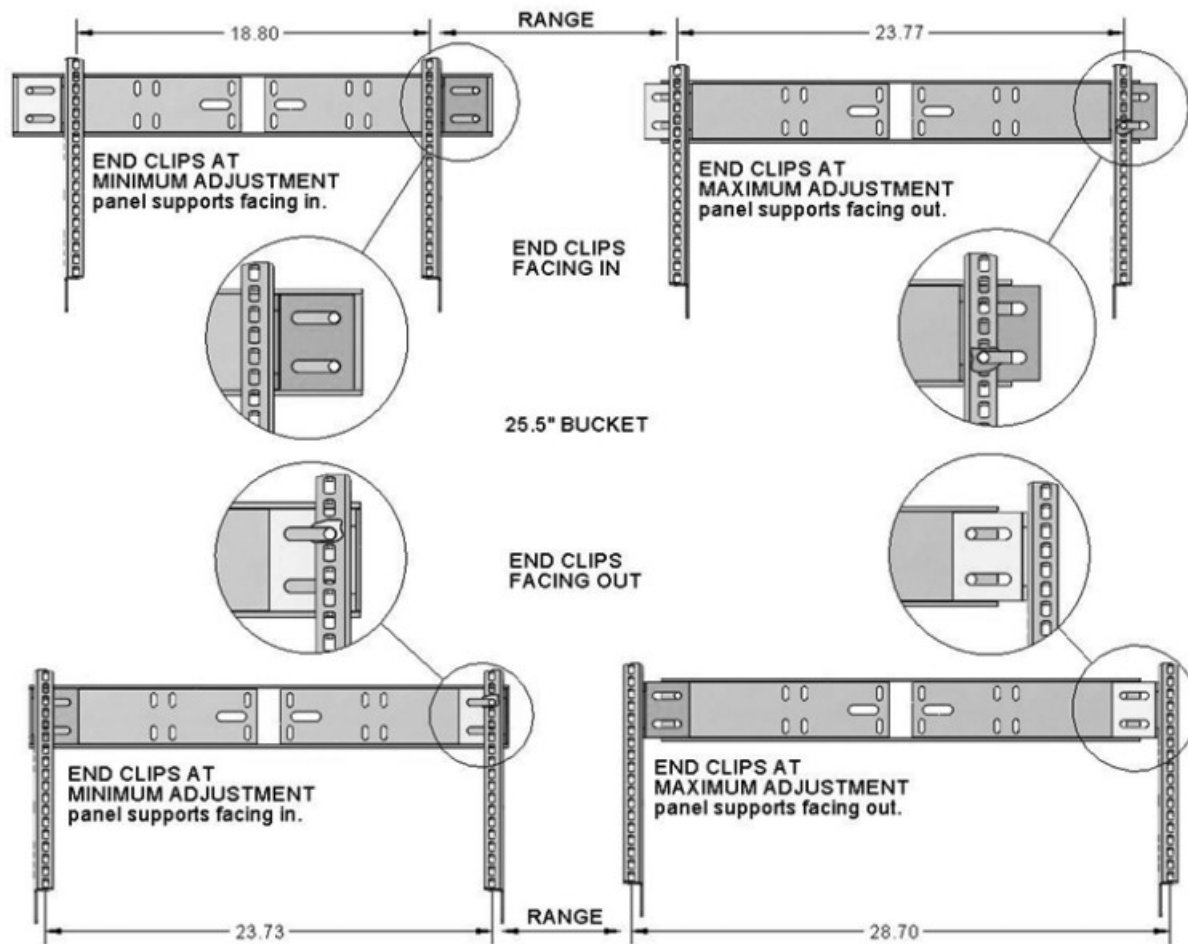 RANGE
18.80
23.77
END CLIPS AT
MINIMUM ADJUSTMENT
panel supports facing in.
END CLIPS AT
MAXIMUM ADJUSTMENT
panel supports facing out.
END CLIPS
FACING IN
25.5" BUCKET
END CLIPS
FACING OUT
END CLIPS AT
MINIMUM ADJUSTMENT
panel supports facing in.
END CLIPS AT
MAXIMUM ADJUSTMENT
panel supports facing out.
23.73
RANGE
28.70